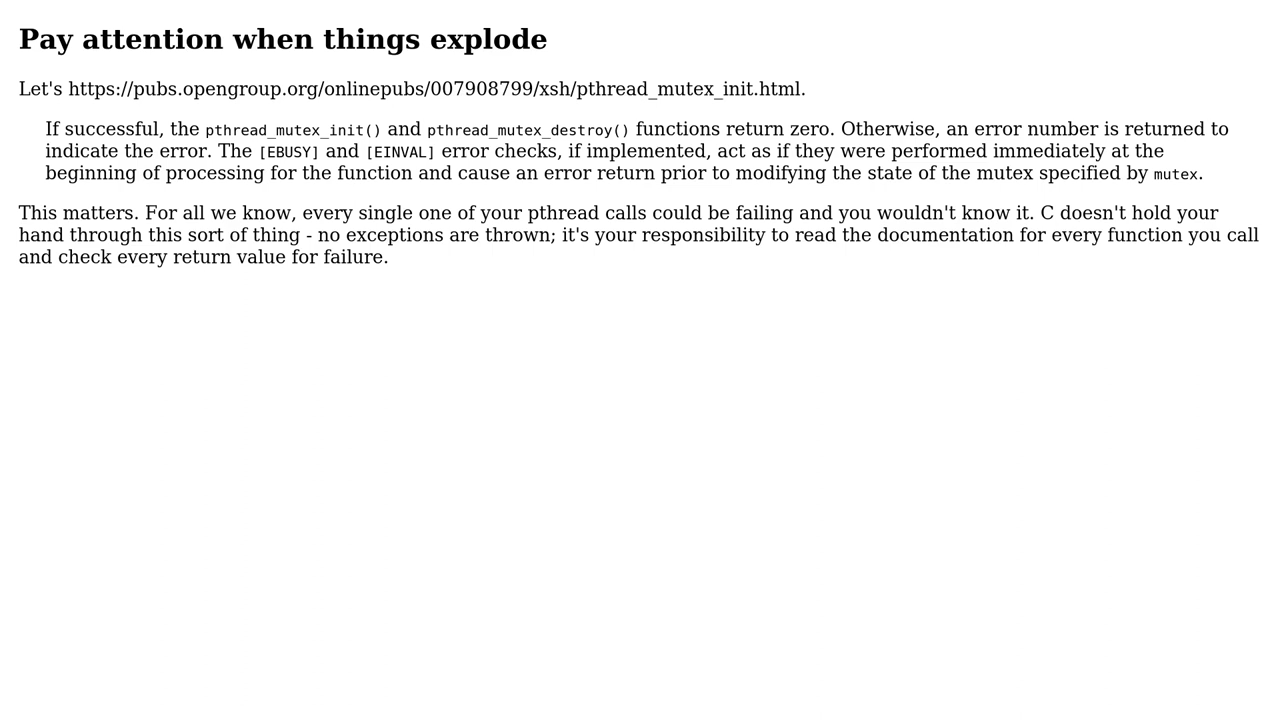 Pay attention when things explode
Let's https://pubs.opengroup.org/onlinepubs/007908799/xsh/pthread_mutex_init.html.
If successful, the pthread_mutex_init() and pthread_mutex_destroy() functions return zero. Otherwise, an error number is returned to
indicate the error. The [EBUSY] and [EINVAL] error checks, if implemented, act as if they were performed immediately at the
beginning of processing for the function and cause an error return prior to modifying the state of the mutex specified by mutex.
This matters. For all we know, every single one of your pthread calls could be failing and you wouldn't know it. C doesn't hold your
hand through this sort of thing - no exceptions are thrown; it's your responsibility to read the documentation for every function you call
and check every return value for failure.